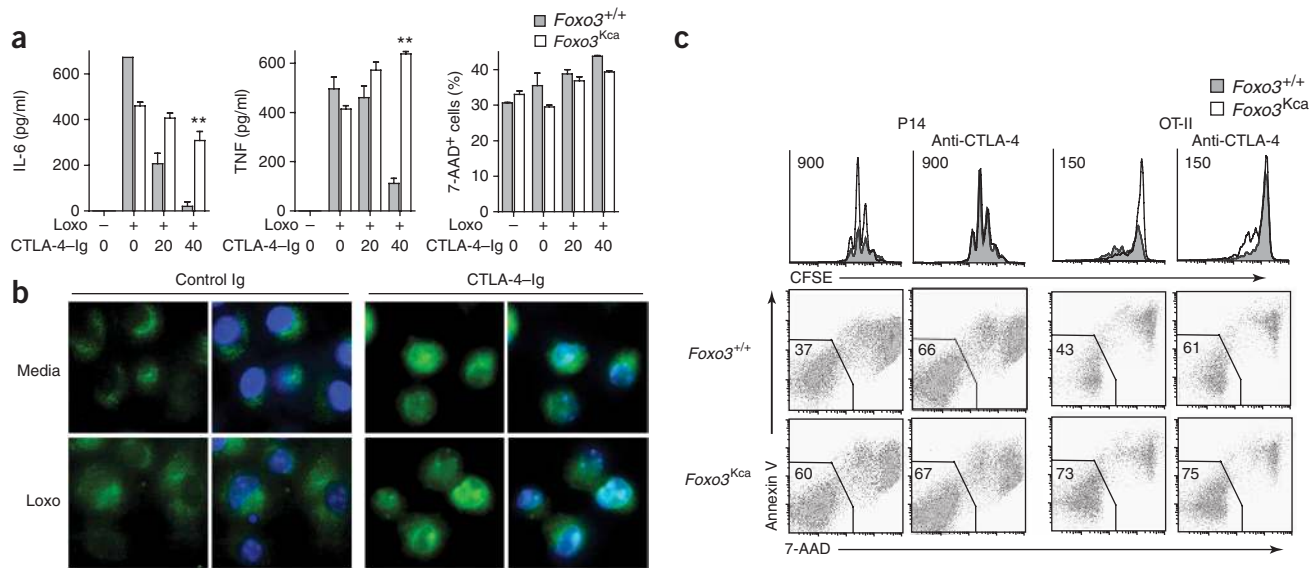 a
Foxo3+/+
Foxo3Kca
IL-6 (pg/ml)
600
400
200
0
**
Loxo – + + +
CTLA-4–Ig 0 0 20 40
TNF (pg/ml)
600
400
200
0
**
Loxo – + + +
CTLA-4–Ig 0 0 20 40
7-AAD+ cells (%)
40
30
20
10
0
Loxo – + + +
CTLA-4–Ig 0 0 20 40
b
Control Ig
CTLA-4–Ig
Media
Loxo
c
Foxo3+/+
Foxo3Kca
P14
Anti-CTLA-4
OT-II
Anti-CTLA-4
900
900
150
150
CFSE
Foxo3+/+
37
66
43
61
Foxo3Kca
60
67
73
75
Annexin V
7-AAD